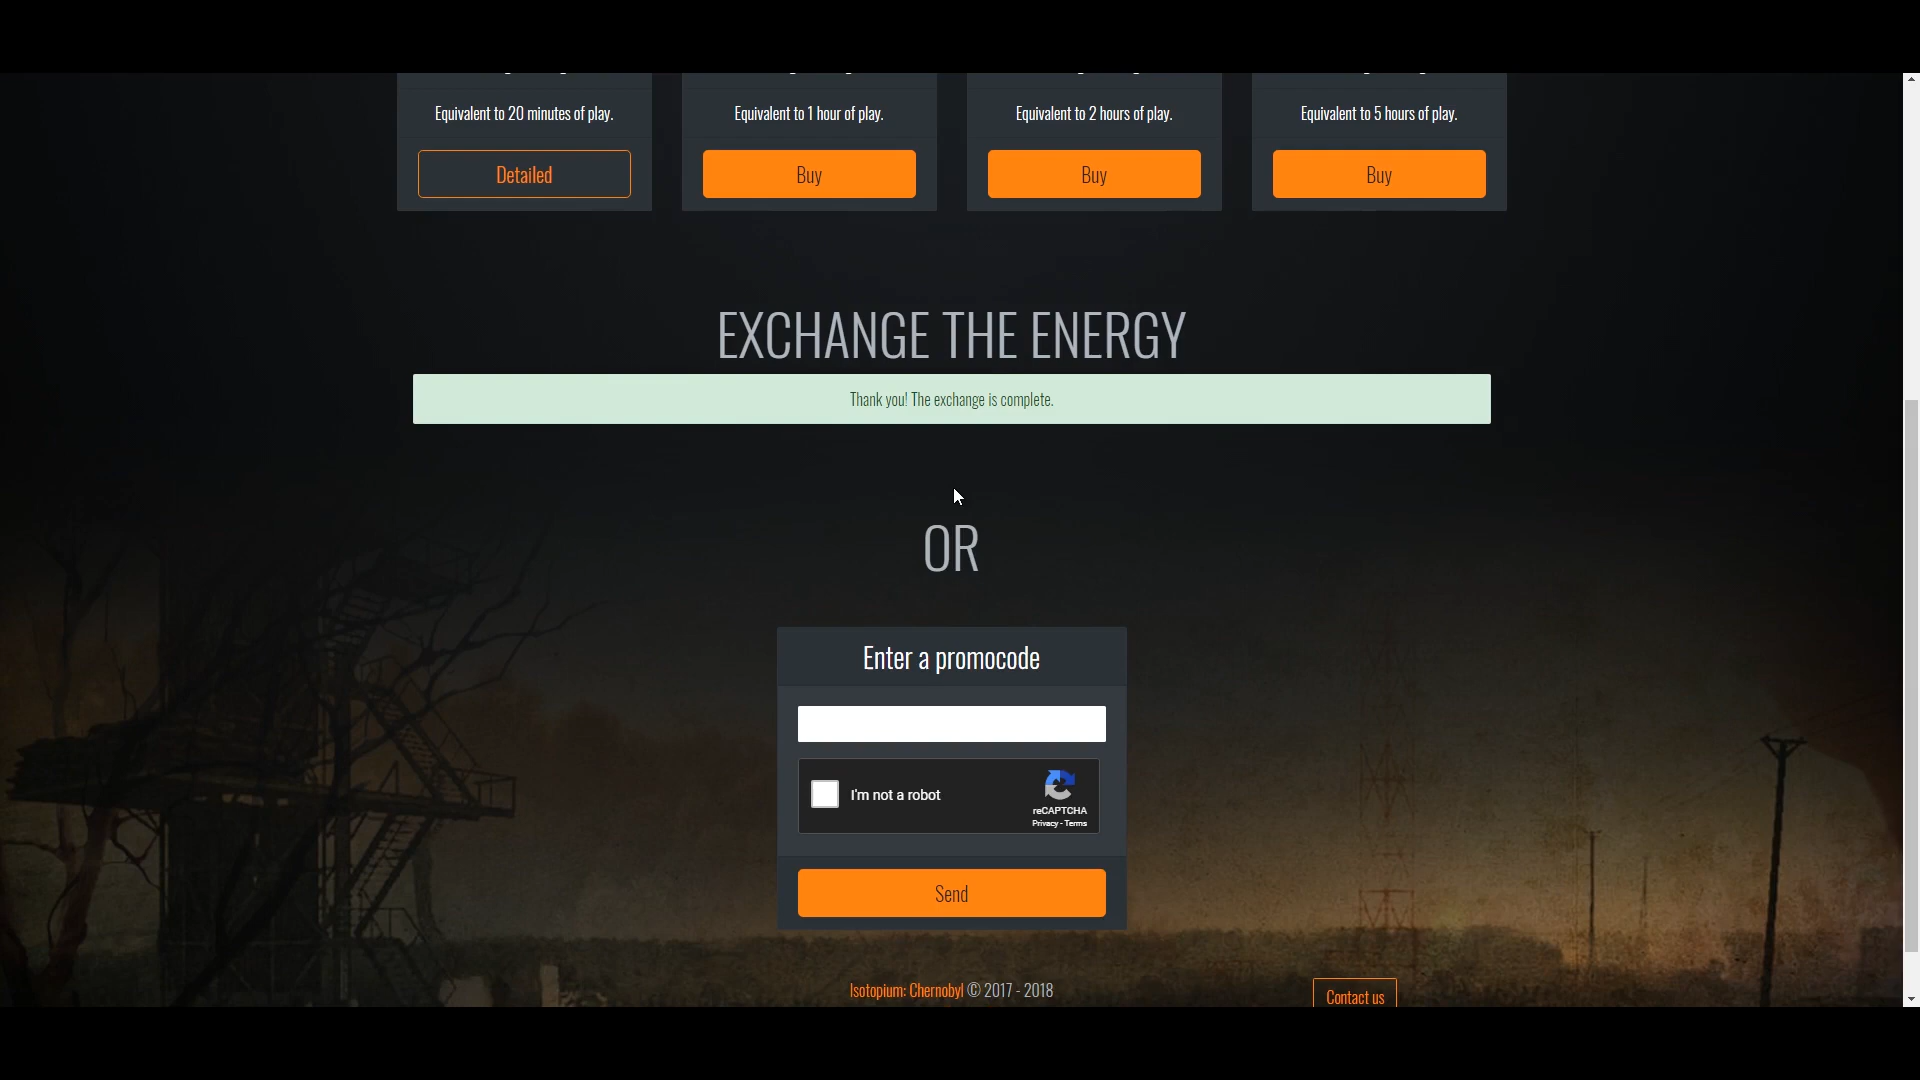 Equivalent to 20 minutes of play.
Equivalent to 1 hour of play.
Equivalent to 2 hours of play.
Equivalent to 5 hours of play.
Detailed
Buy
Buy
Buy
EXCHANGE THE ENERGY
Thank you! The exchange is complete.
OR
Enter a promocode
I'm not a robot
reCAPTCHA
Privacy - Terms
Send
Isotopium: Chernobyl © 2017 - 2018
Contact us